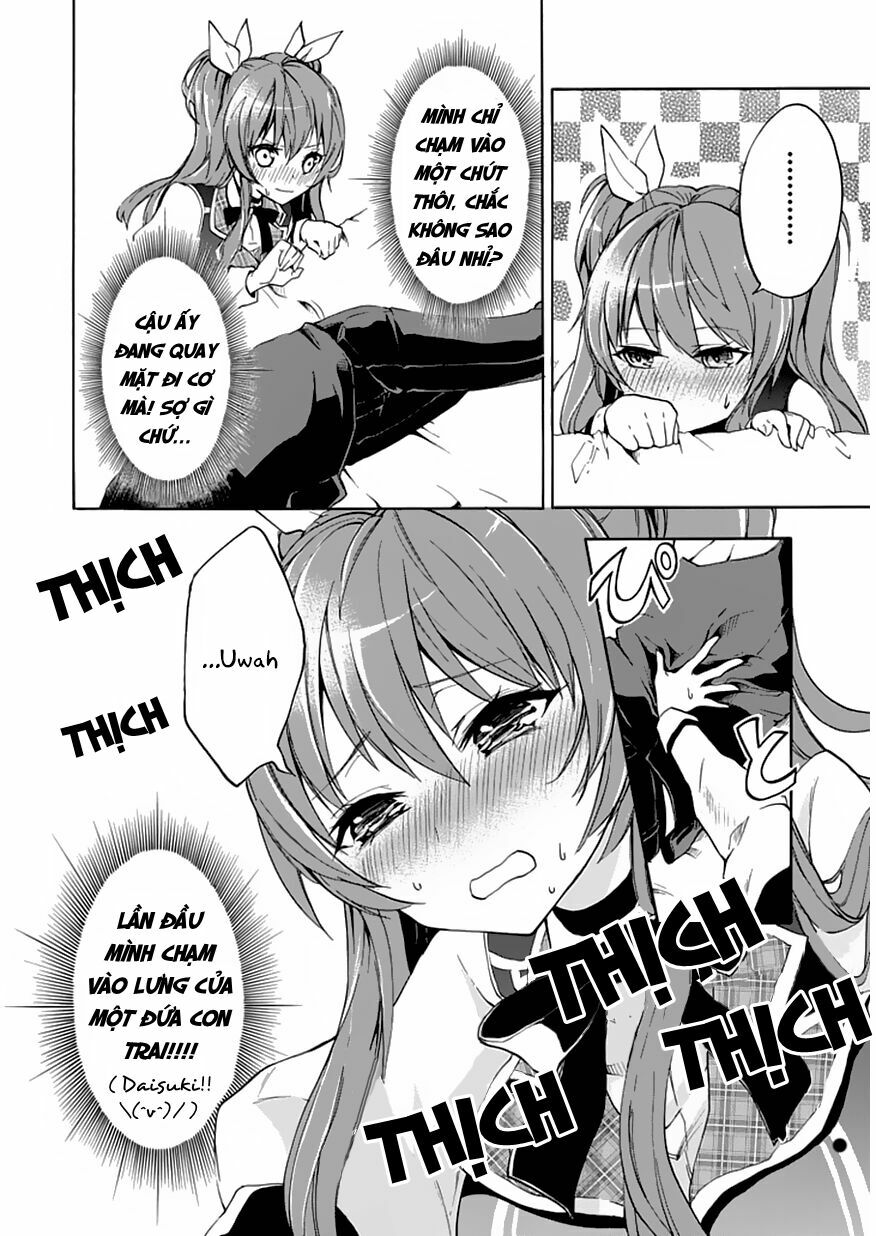 .........
MÌNH CHỈ
CHẠM VÀO
MỘT CHÚT
THÔI, CHẮC
KHÔNG SAO
ĐÂU NHỈ?
CẬU ẤY
ĐANG QUAY
MẶT ĐI CƠ
MÀ! SỢ GÌ
CHỨ...
ぴ
と
...Uwah
THỊCH
THỊCH
THỊCH
THỊCH
THỊCH
LẦN ĐẦU
MÌNH CHẠM
VÀO LƯNG CỦA
MỘT ĐỨA CON
TRAI!!!!
(Daisuki!!
\(^v^)/)